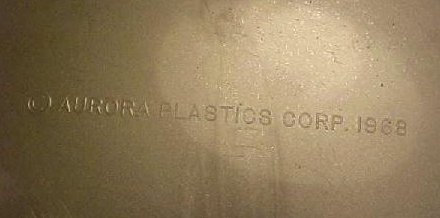 © AURORA PLASTICS CORP. 1968